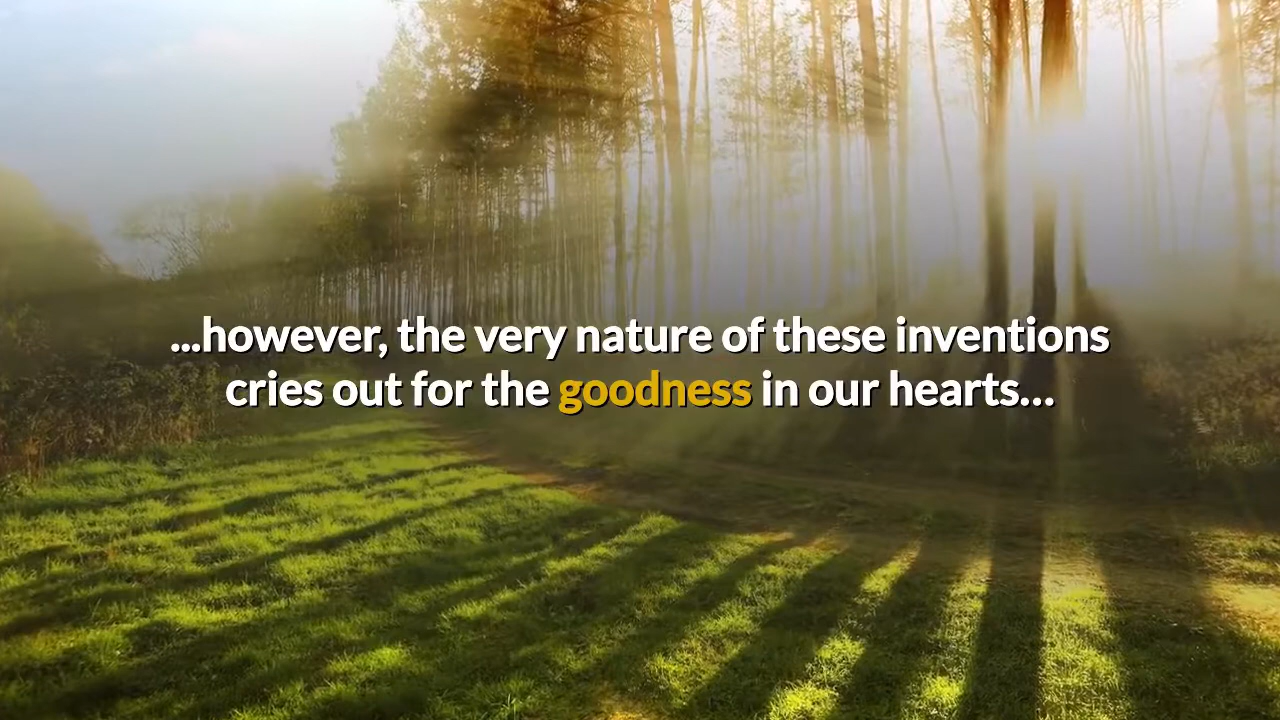 ...however, the very nature of these inventions
cries out for the goodness in our hearts...